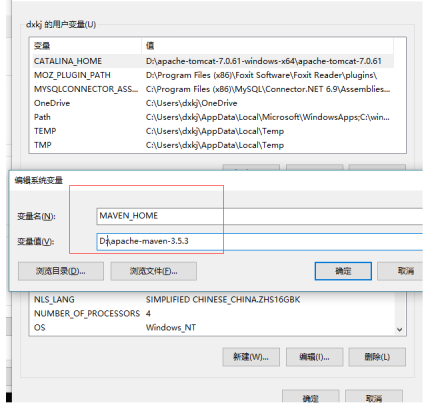 dxkj 的用户变量(U)
变量 值
CATALINA_HOME D:\apache-tomcat-7.0.61-windows-x64\apache-tomcat-7.0.61
MOZ_PLUGIN_PATH D:\Program Files (x86)\Foxit Software\Foxit Reader\plugins\
MYSQLCONNECTOR_ASS... C:\Program Files (x86)\MySQL\Connector.NET 6.9\Assemblies...
OneDrive C:\Users\dxkj\OneDrive
Path C:\Users\dxkj\AppData\Local\Microsoft\WindowsApps;C:\win...
TEMP C:\Users\dxkj\AppData\Local\Temp
TMP C:\Users\dxkj\AppData\Local\Temp
编辑系统变量
变量名(N): MAVEN_HOME
变量值(V): D:\apache-maven-3.5.3
浏览目录(D)... 浏览文件(F)... 确定 取消
NLS_LANG SIMPLIFIED CHINESE_CHINA.ZHS16GBK
NUMBER_OF_PROCESSORS 4
OS Windows_NT
新建(W)... 编辑(I)... 删除(L)
确定 取消